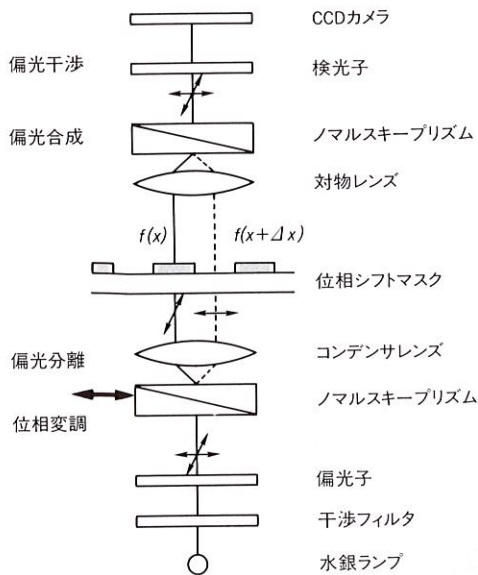 CCDカメラ
偏光干渉
検光子
偏光合成
ノマルスキープリズム
対物レンズ
f(x)
f(x+Δx)
位相シフトマスク
偏光分離
コンデンサレンズ
ノマルスキープリズム
位相変調
偏光子
干渉フィルタ
水銀ランプ